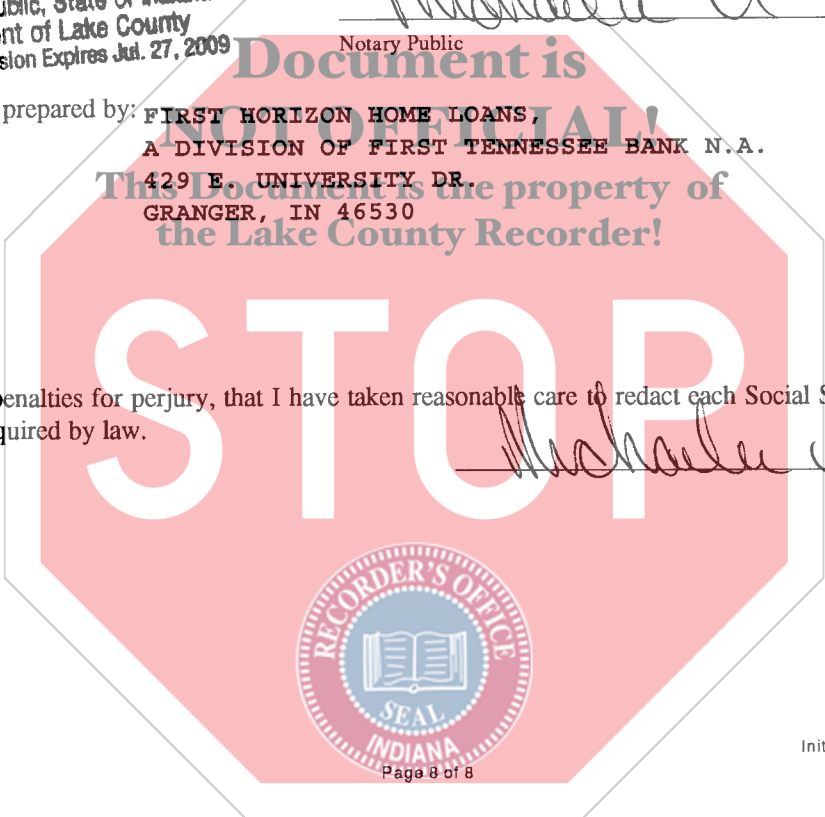 Public, State of Indiana
nt of Lake County
sion Expires Jul. 27, 2009
Notary Public
Document is
prepared by: FIRST HORIZON HOME LOANS,
NOT OFFICIAL!
A DIVISION OF FIRST TENNESSEE BANK N.A.
429 E. UNIVERSITY DR.
This Document is the property of
GRANGER, IN 46530
the Lake County Recorder!
STOP
enalties for perjury, that I have taken reasonable care to redact each Social S
quired by law.
RECORDER'S OFFICE
SEAL
INDIANA
Init
Page 8 of 8